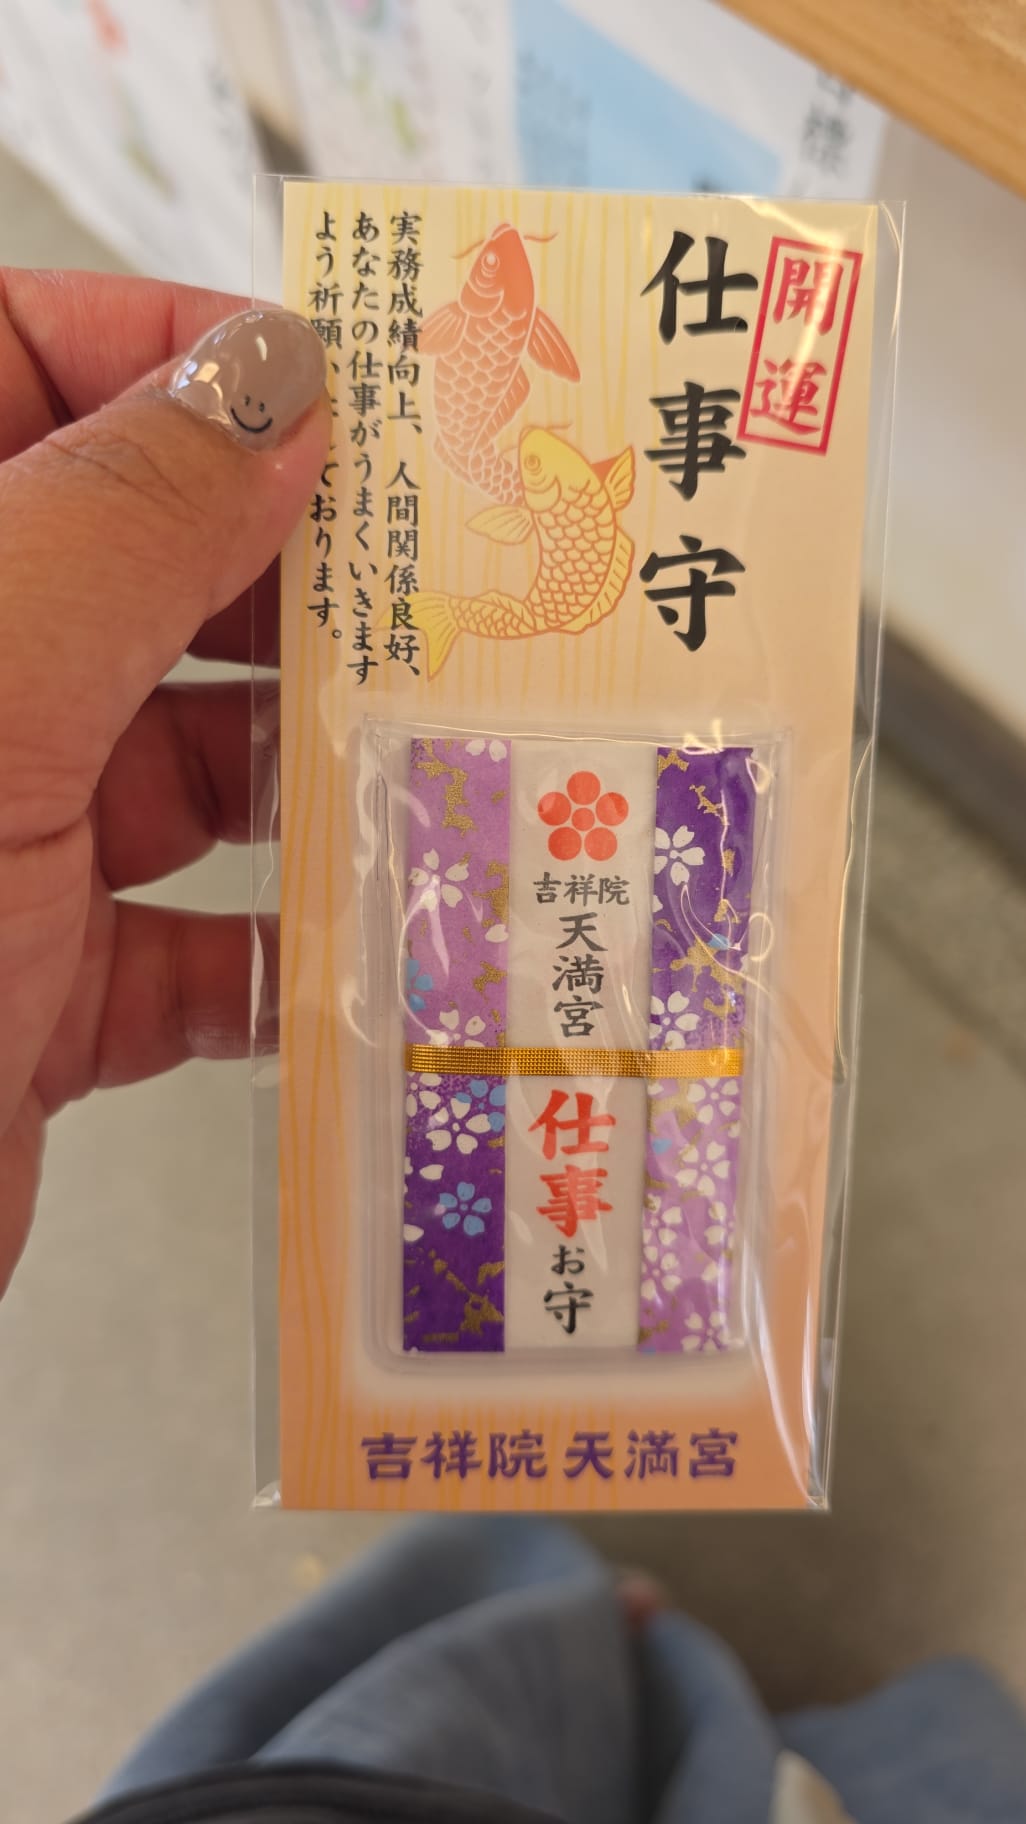 開運
仕事守
実務成績向上、人間関係良好、
あなたの仕事がうまくいきます
よう祈願 ております。
吉祥院
天満宮
仕事
お守
吉祥院 天満宮
様